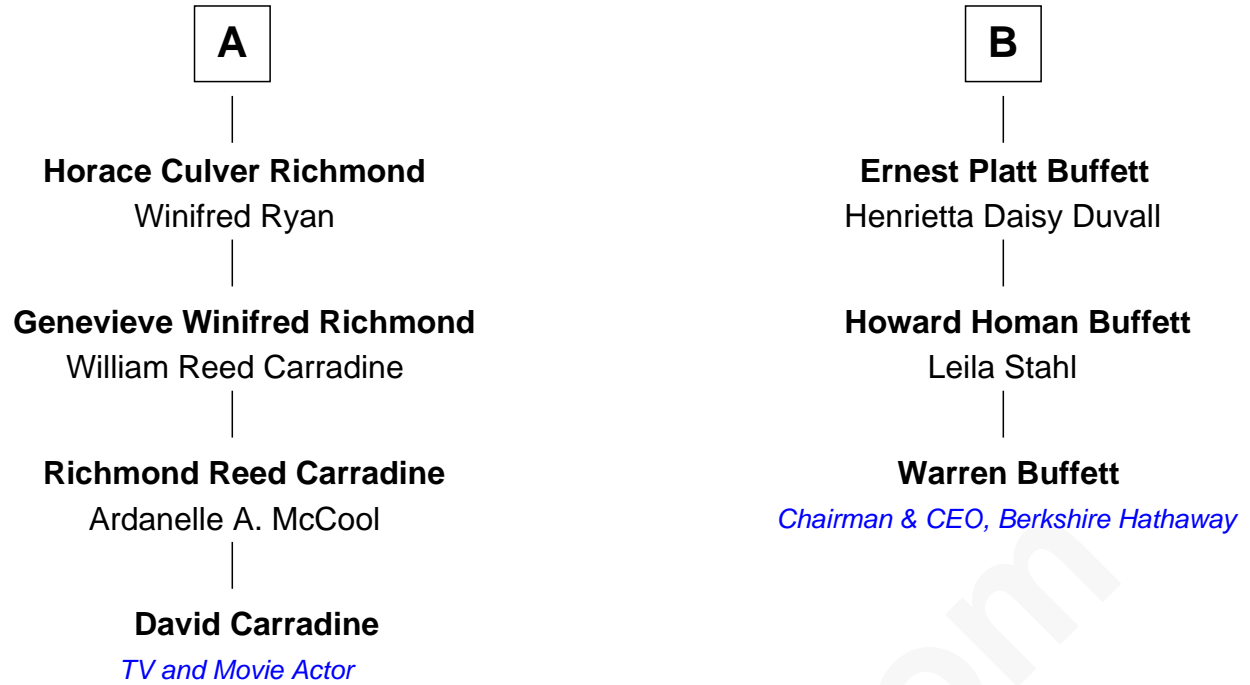 A
Horace Culver Richmond
Winifred Ryan
Genevieve Winifred Richmond
William Reed Carradine
Richmond Reed Carradine
Ardanelle A. McCool
David Carradine
TV and Movie Actor
B
Ernest Platt Buffett
Henrietta Daisy Duvall
Howard Homan Buffett
Leila Stahl
Warren Buffett
Chairman & CEO, Berkshire Hathaway
om